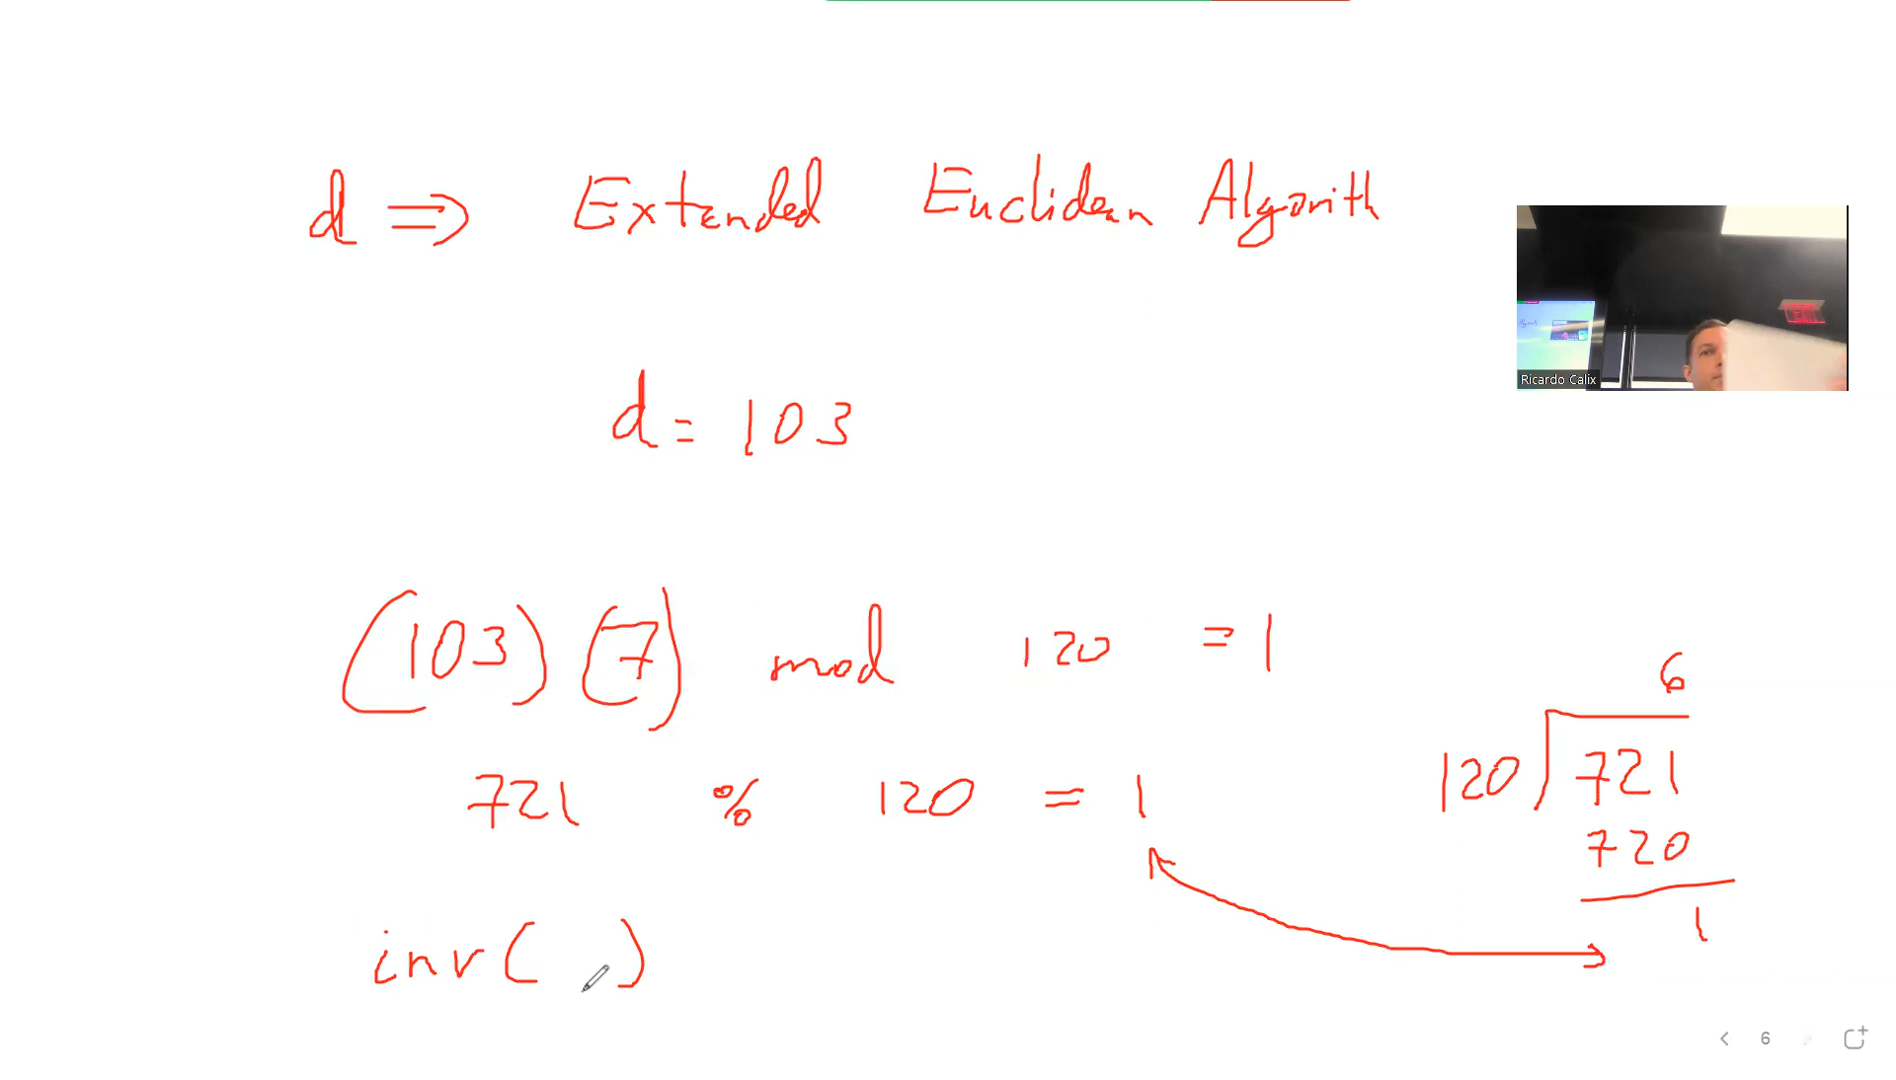 d ⇒ Extended Euclidean Algorith
EXIT
Ricardo Calix
d = 103
(103)(7) mod 120 = 1
6
120 721
720
1
721 % 120 = 1
inv( )
6